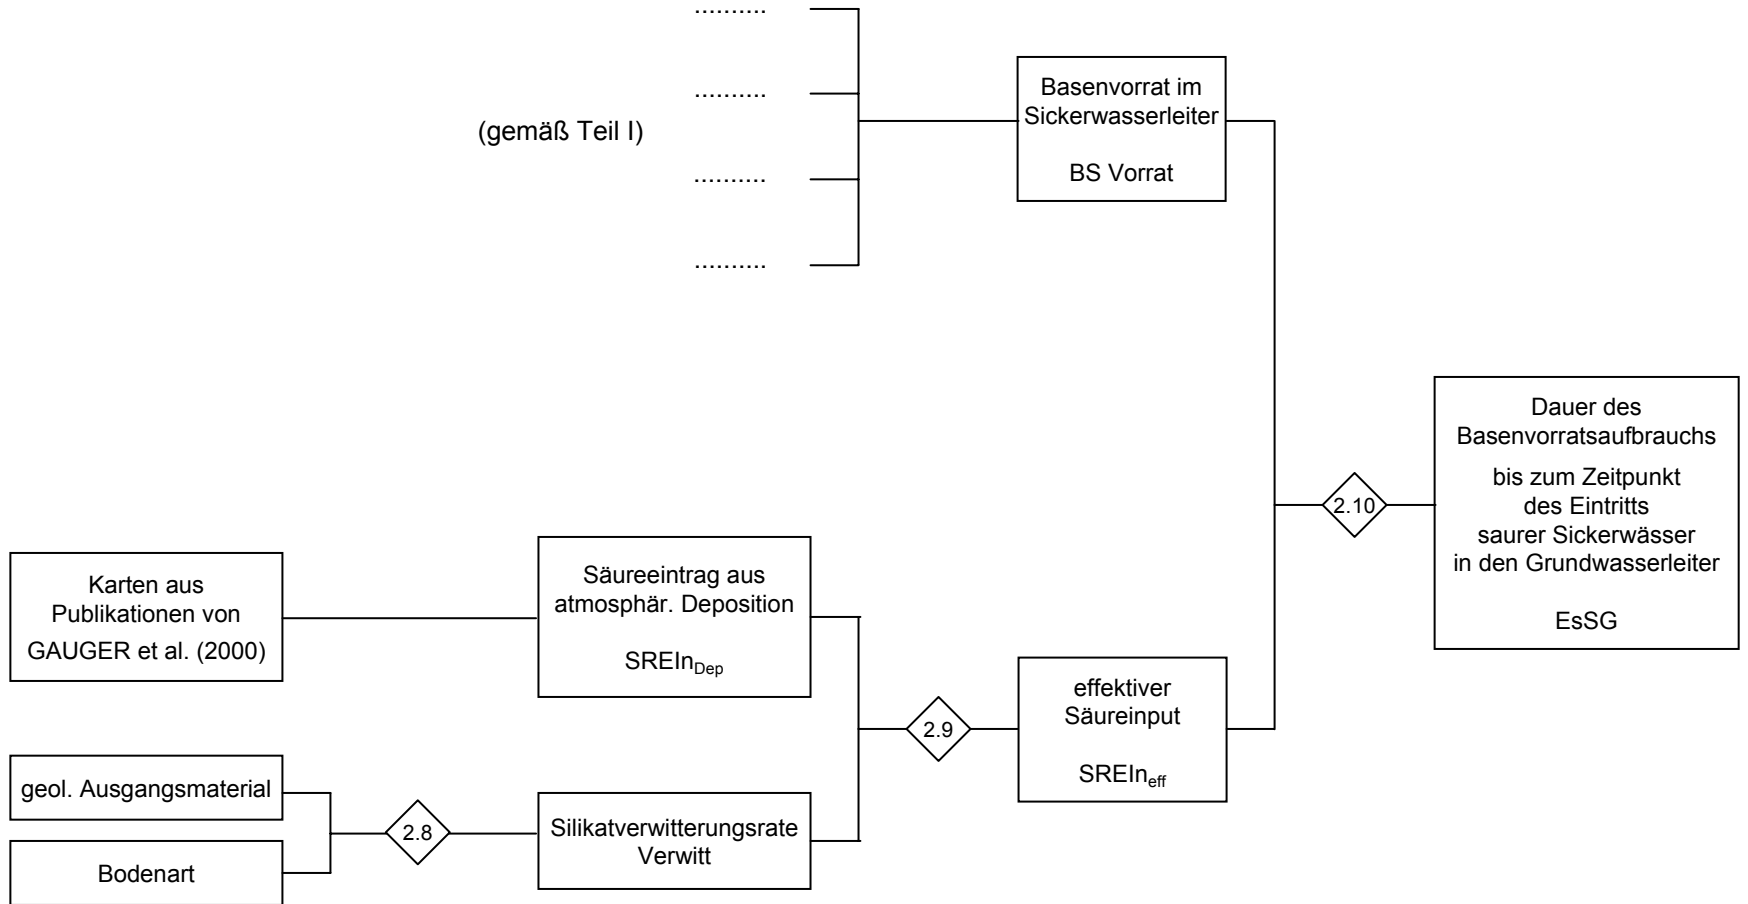 ..........
..........
(gemäß Teil I)
..........
..........
Basenvorrat im
Sickerwasserleiter
BS Vorrat
Karten aus
Publikationen von
GAUGER et al. (2000)
Säureeintrag aus
atmosphär. Deposition
SREIn_Dep
geol. Ausgangsmaterial
Bodenart
2.8
Silikatverwitterungsrate
Verwitt
2.9
effektiver
Säureinput
SREIn_eff
2.10
Dauer des
Basenvorratsaufbrauchs
bis zum Zeitpunkt
des Eintritts
saurer Sickerwässer
in den Grundwasserleiter
EsSG